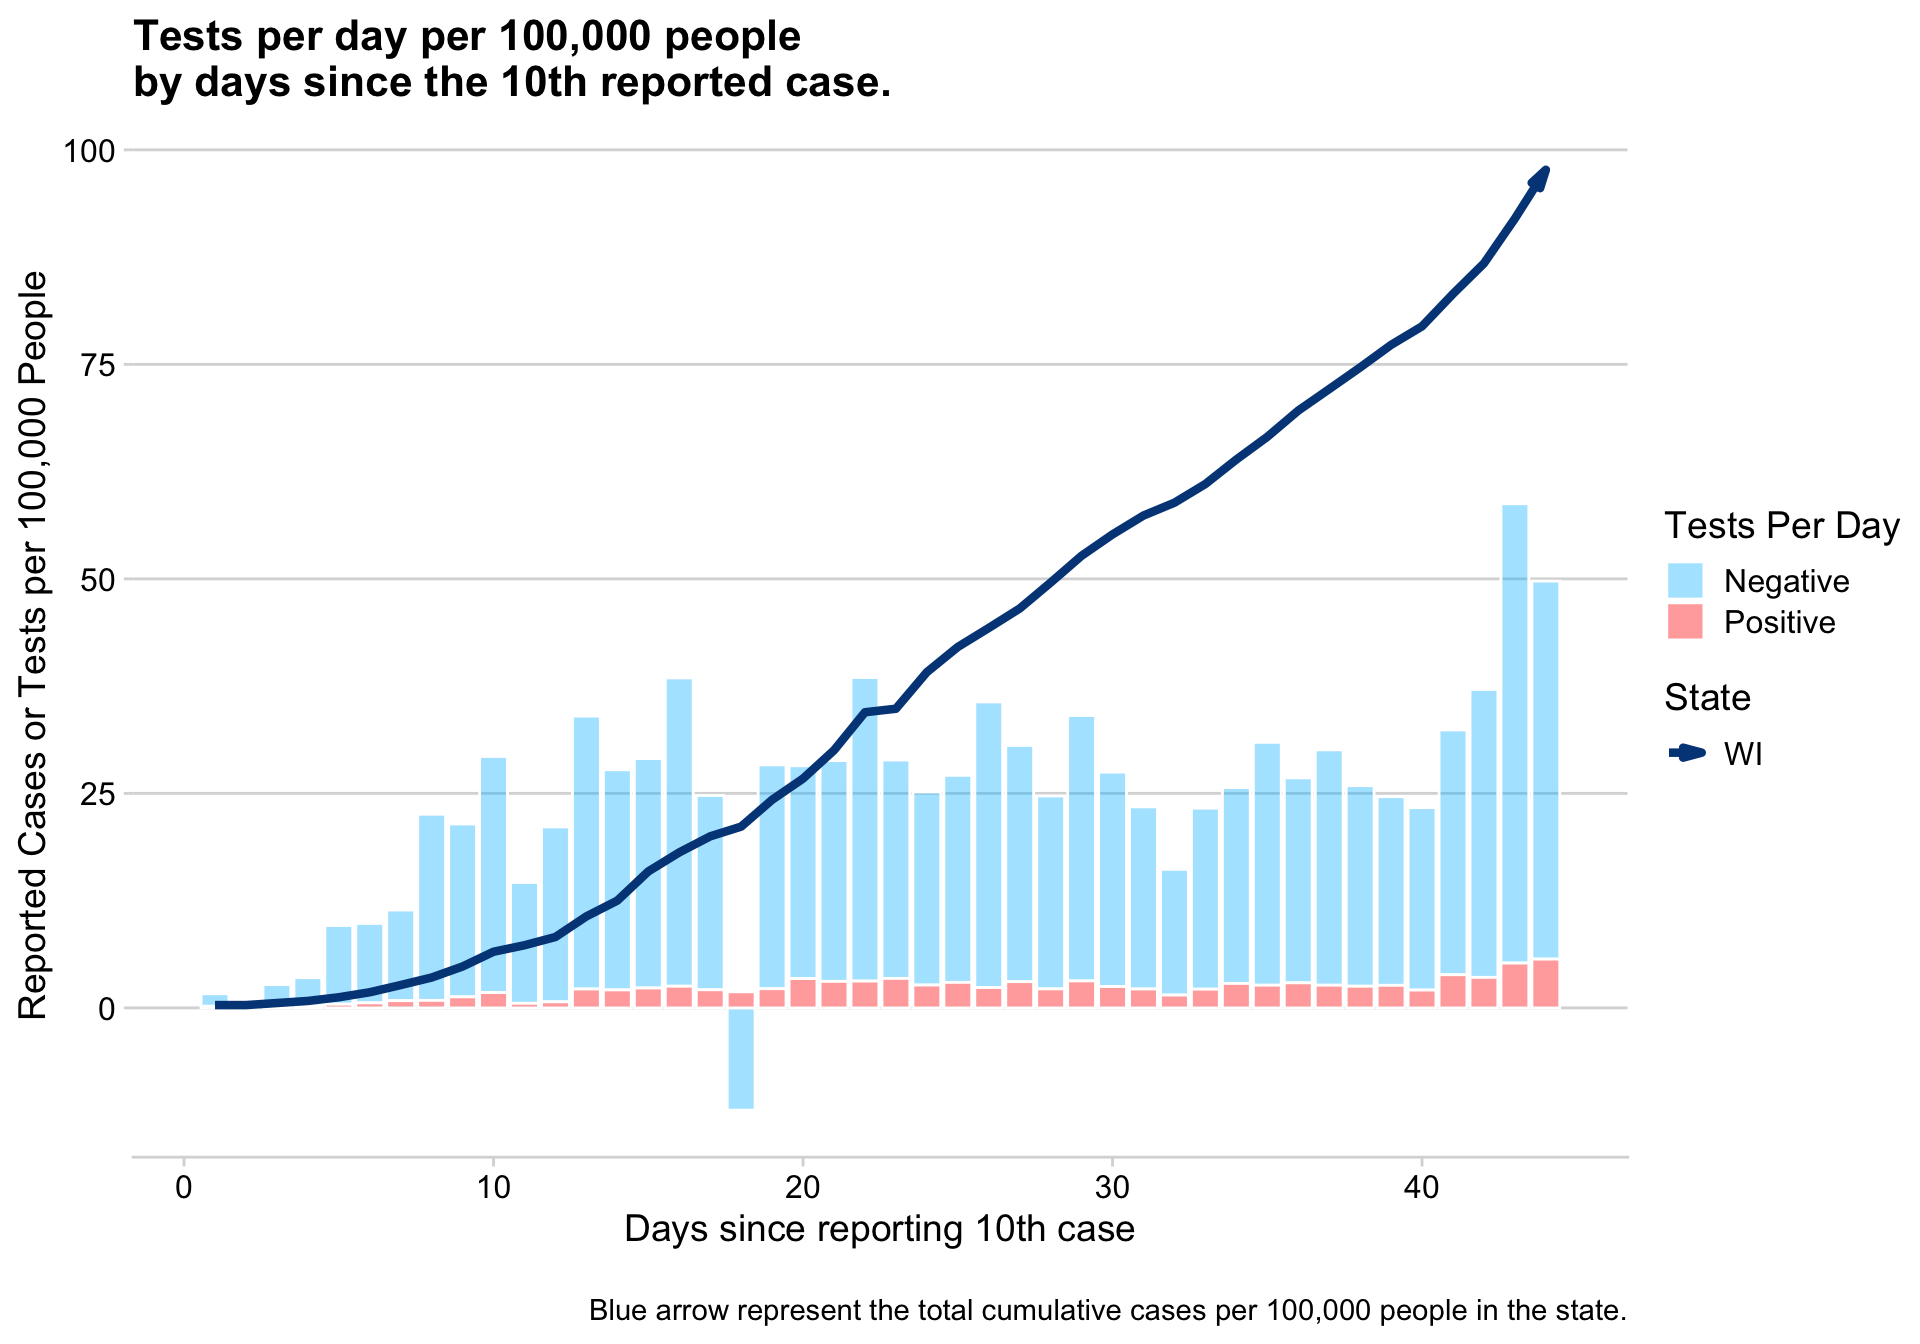 Tests per day per 100,000 people
by days since the 10th reported case.
Reported Cases or Tests per 100,000 People
100
75
50
25
0
0
10
20
30
40
Days since reporting 10th case
Tests Per Day
Negative
Positive
State
WI
Blue arrow represent the total cumulative cases per 100,000 people in the state.